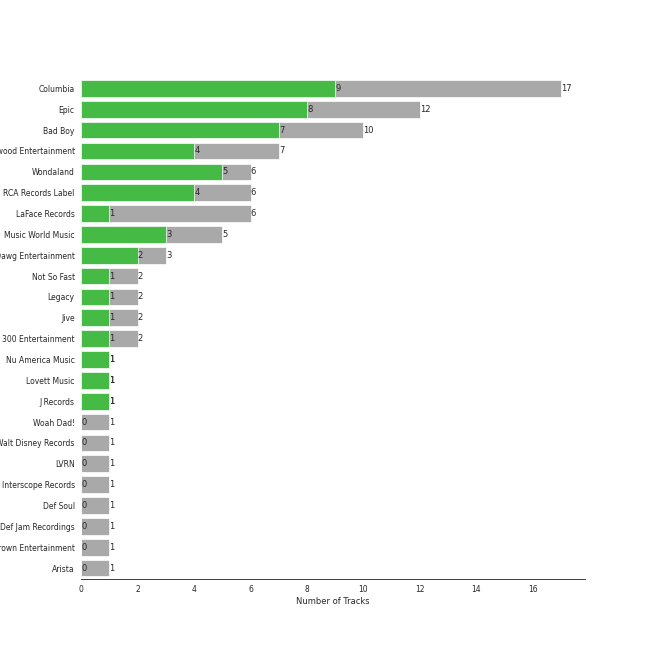 Columbia 9 17
Epic 8 12
Bad Boy 7 10
wood Entertainment 4 7
Wondaland 5 6
RCA Records Label 4 6
LaFace Records 1 6
Music World Music 3 5
Dawg Entertainment 2 3
Not So Fast 1 2
Legacy 1 2
Jive 1 2
300 Entertainment 1 2
Nu America Music 1
Lovett Music 1
J Records 1
Woah Dad! 0 1
Walt Disney Records 0 1
LVRN 0 1
Interscope Records 0 1
Def Soul 0 1
Def Jam Recordings 0 1
rown Entertainment 0 1
Arista 0 1
0 2 4 6 8 10 12 14 16
Number of Tracks